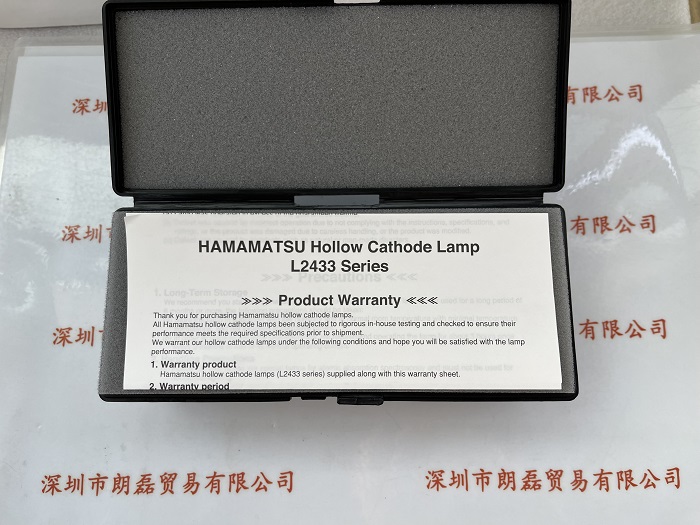 深圳
有限公司
HAMAMATSU Hollow Cathode Lamp
L2433 Series
>>> Product Warranty <<<
Thank you for purchasing Hamamatsu hollow cathode lamps.
All Hamamatsu hollow cathode lamps been subjected to rigorous in-house testing and checked to ensure their
performance meets the required specifications prior to shipment.
We warrant our hollow cathode lamps under the following conditions and hope you will be satisfied with the lamp
performance.
1. Warranty product
Hamamatsu hollow cathode lamps (L2433 series) supplied along with this warranty sheet.
2. Warranty period
深圳
有限公司
深圳
有限公司
深圳市朗磊贸易有限公司
深圳市朗磊贸易有限公司